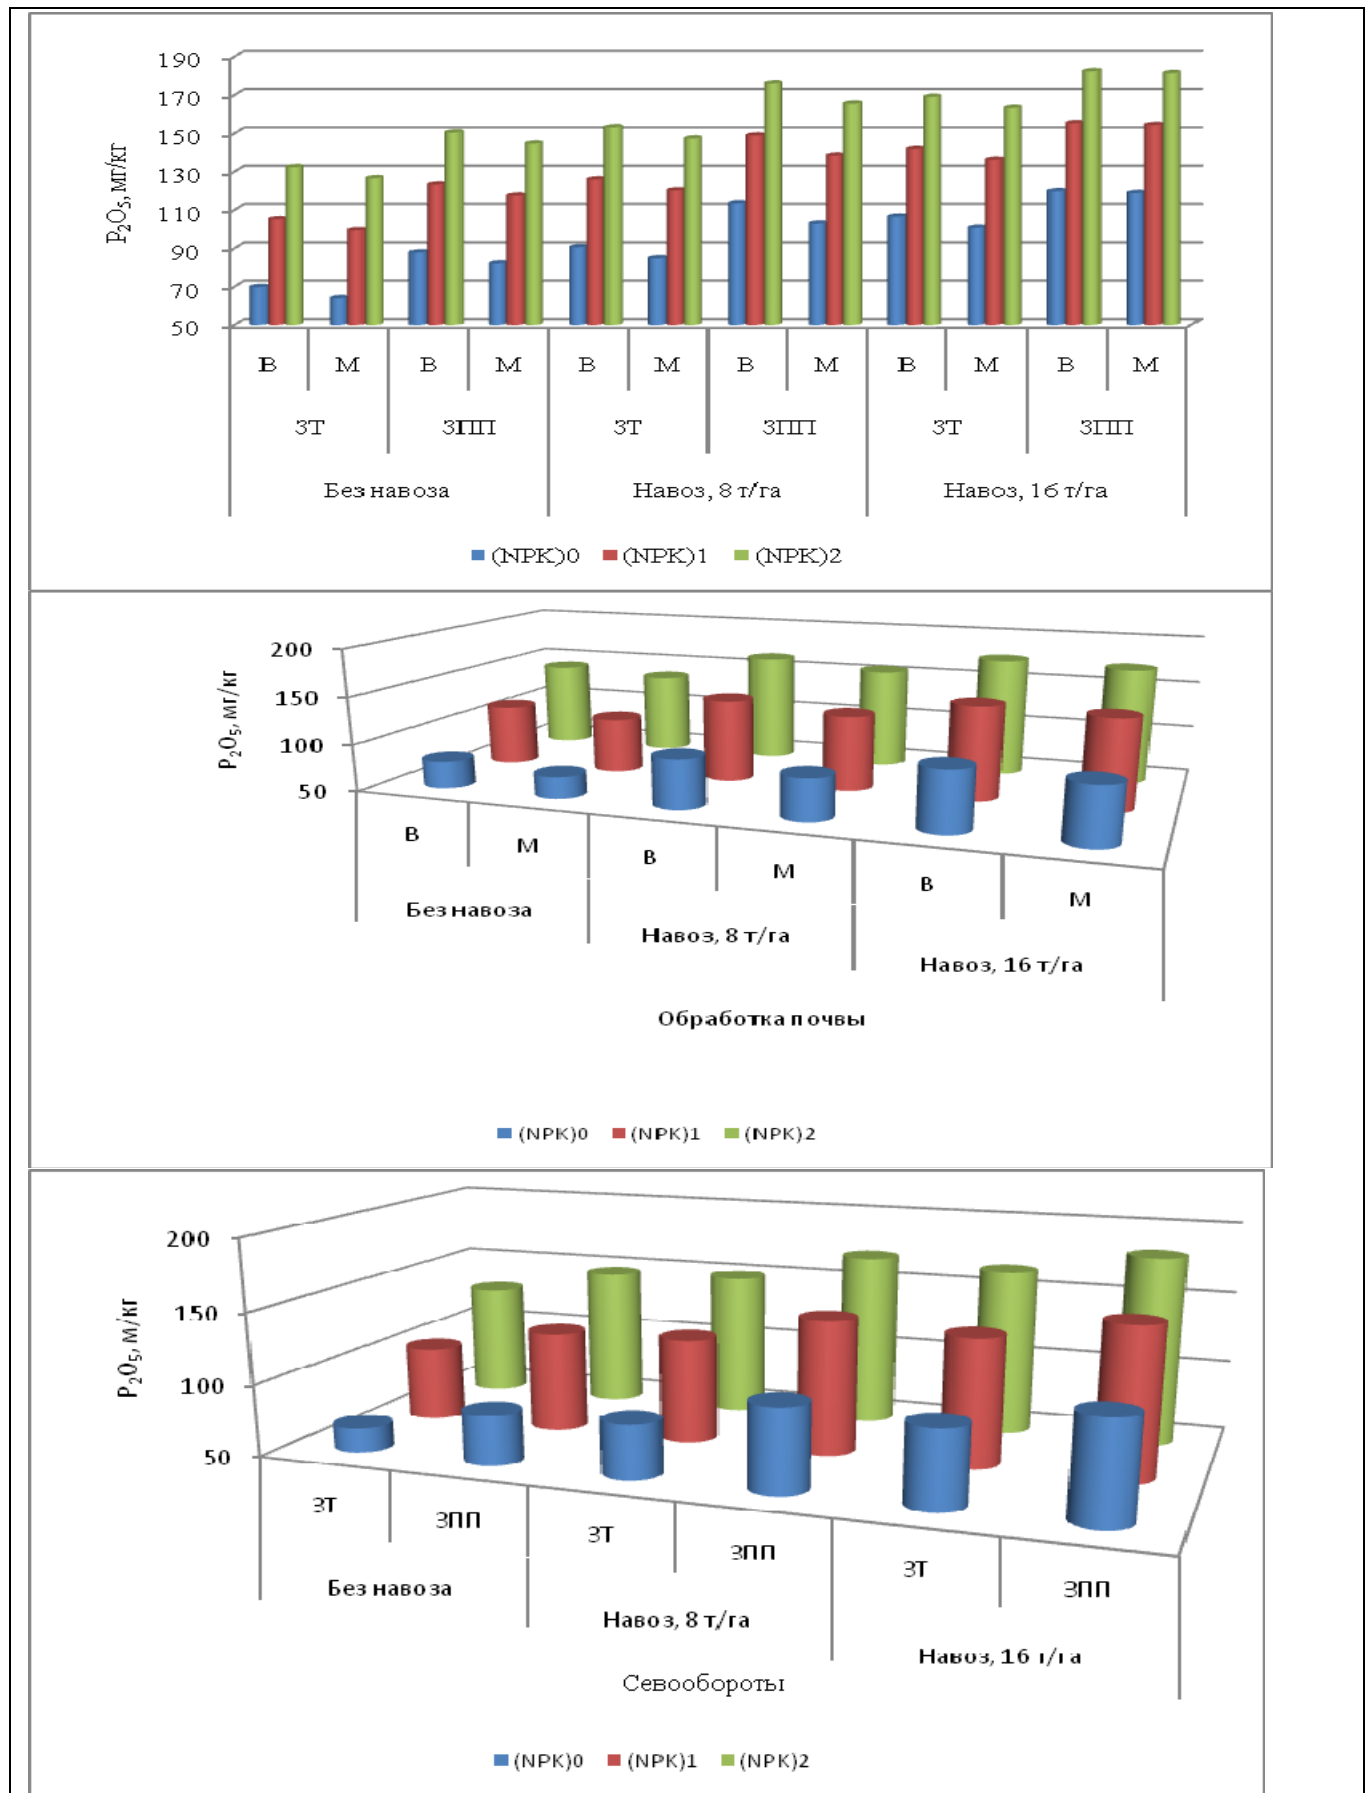 190
170
150
130
110
90
70
50
P₂O₅, мг/кг
В М В М В М В М В М В М
ЗТ ЗПП ЗТ ЗПП ЗТ ЗПП
Без навоза Навоз, 8 т/га Навоз, 16 т/га
(NPK)0 (NPK)1 (NPK)2
200
150
100
50
P₂O₅, мг/кг
В М В М В М
Без навоза Навоз, 8 т/га Навоз, 16 т/га
Обработка почвы
(NPK)0 (NPK)1 (NPK)2
200
150
100
50
P₂O₅, м/кг
ЗТ ЗПП ЗТ ЗПП ЗТ ЗПП
Без навоза Навоз, 8 т/га Навоз, 16 т/га
Севообороты
(NPK)0 (NPK)1 (NPK)2